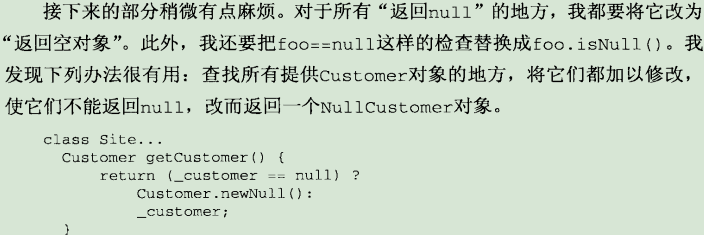 接下来的部分稍微有点麻烦。对于所有“返回null”的地方，我都要将它改为
“返回空对象”。此外，我还要把foo==null这样的检查替换成foo.isNull()。我
发现下列办法很有用：查找所有提供Customer对象的地方，将它们都加以修改，
使它们不能返回null，改而返回一个NullCustomer对象。
class Site...
Customer getCustomer() {
return (_customer == null) ?
Customer.newNull():
_customer;
}